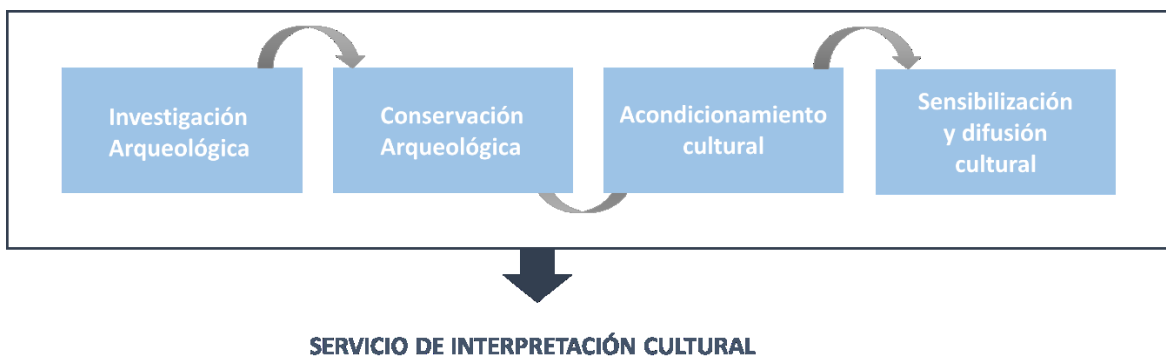 Investigación
Arqueológica
Conservación
Arqueológica
Acondicionamiento
cultural
Sensibilización
y difusión
cultural
SERVICIO DE INTERPRETACIÓN CULTURAL